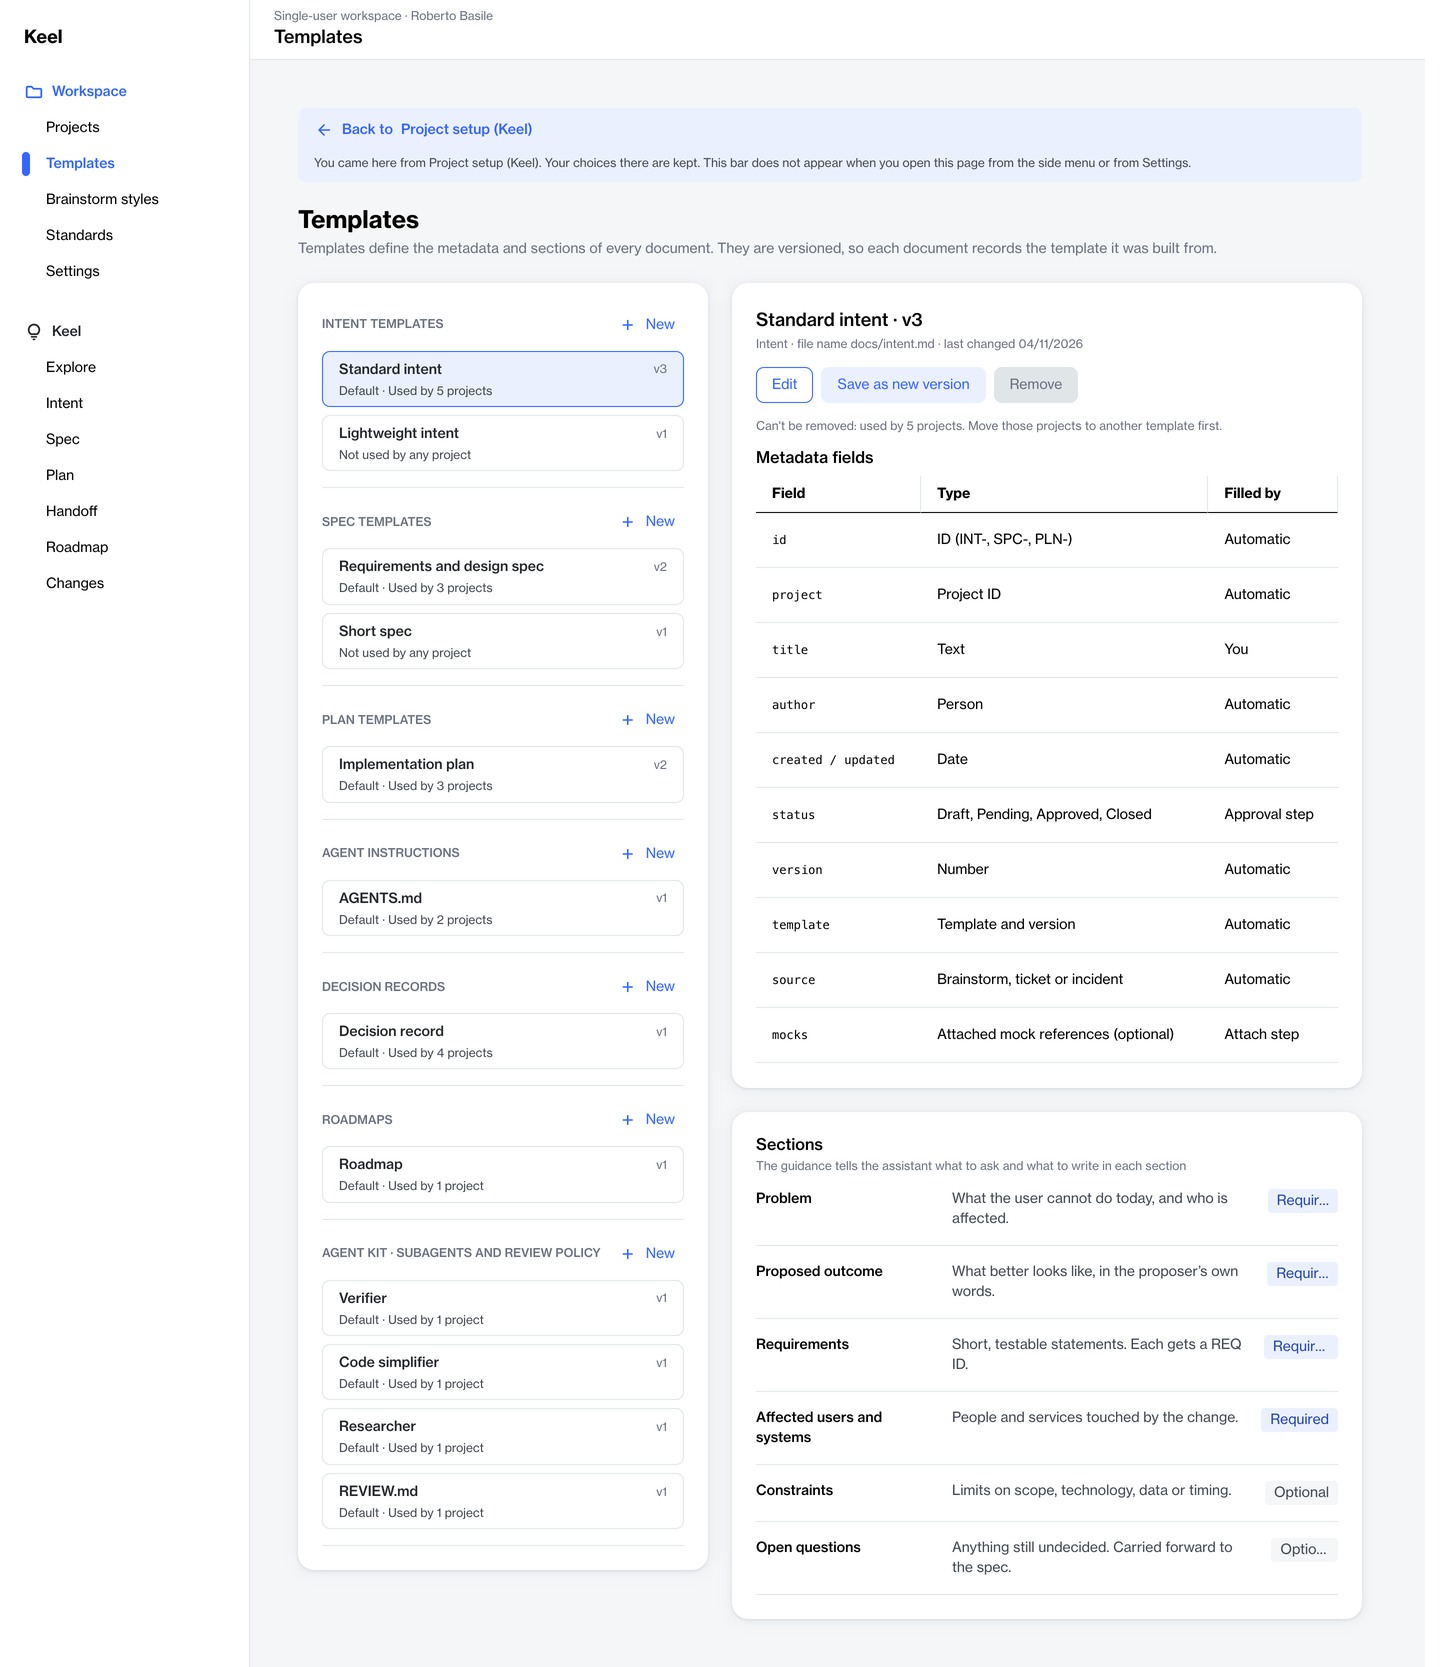 Keel
Workspace
Projects
Templates
Brainstorm styles
Standards
Settings
Keel
Explore
Intent
Spec
Plan
Handoff
Roadmap
Changes
Single-user workspace · Roberto Basile
Templates
Back to Project setup (Keel)
You came here from Project setup (Keel). Your choices there are kept. This bar does not appear when you open this page from the side menu or from Settings.
Templates
Templates define the metadata and sections of every document. They are versioned, so each document records the template it was built from.
INTENT TEMPLATES
+ New
Standard intent v3
Default · Used by 5 projects
Lightweight intent v1
Not used by any project
SPEC TEMPLATES
+ New
Requirements and design spec v2
Default · Used by 3 projects
Short spec v1
Not used by any project
PLAN TEMPLATES
+ New
Implementation plan v2
Default · Used by 3 projects
AGENT INSTRUCTIONS
+ New
AGENTS.md v1
Default · Used by 2 projects
DECISION RECORDS
+ New
Decision record v1
Default · Used by 4 projects
ROADMAPS
+ New
Roadmap v1
Default · Used by 1 project
AGENT KIT · SUBAGENTS AND REVIEW POLICY
+ New
Verifier v1
Default · Used by 1 project
Code simplifier v1
Default · Used by 1 project
Researcher v1
Default · Used by 1 project
REVIEW.md v1
Default · Used by 1 project
Standard intent · v3
Intent · file name docs/intent.md · last changed 04/11/2026
Edit
Save as new version
Remove
Can't be removed: used by 5 projects. Move those projects to another template first.
Metadata fields
Field Type Filled by
id ID (INT-, SPC-, PLN-) Automatic
project Project ID Automatic
title Text You
author Person Automatic
created / updated Date Automatic
status Draft, Pending, Approved, Closed Approval step
version Number Automatic
template Template and version Automatic
source Brainstorm, ticket or incident Automatic
mocks Attached mock references (optional) Attach step
Sections
The guidance tells the assistant what to ask and what to write in each section
Problem
What the user cannot do today, and who is
affected.
Requir...
Proposed outcome
What better looks like, in the proposer's own
words.
Requir...
Requirements
Short, testable statements. Each gets a REQ
ID.
Requir...
Affected users and
systems
People and services touched by the change.
Required
Constraints
Limits on scope, technology, data or timing.
Optional
Open questions
Anything still undecided. Carried forward to
the spec.
Optio...